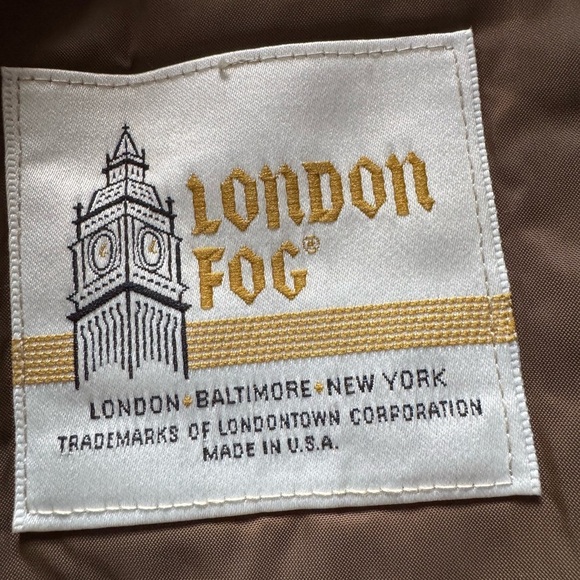 LONDON
FOG®
LONDON•BALTIMORE•NEW YORK
TRADEMARKS OF LONDONTOWN CORPORATION
MADE IN U.S.A.